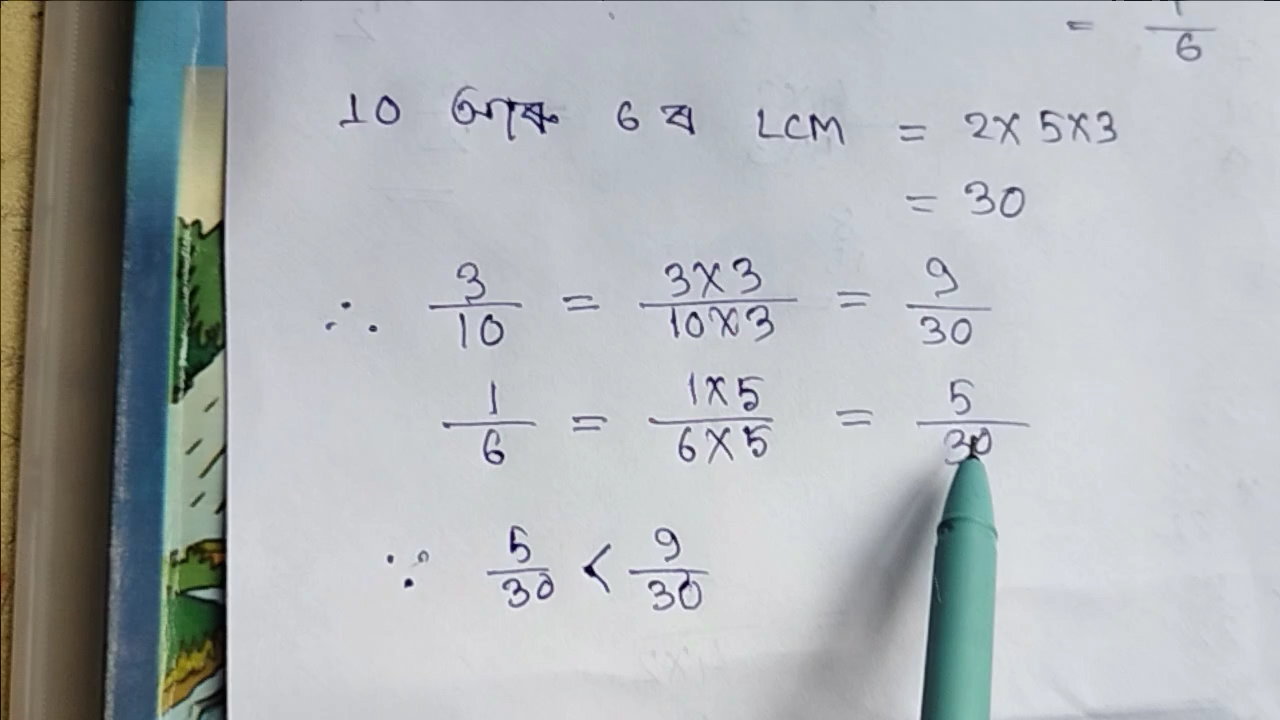 = 1/6
10 আৰু 6 ৰ LCM = 2×5×3
= 30
∴ 3/10 = 3×3/10×3 = 9/30
1/6 = 1×5/6×5 = 5/30
∵ 5/30 < 9/30